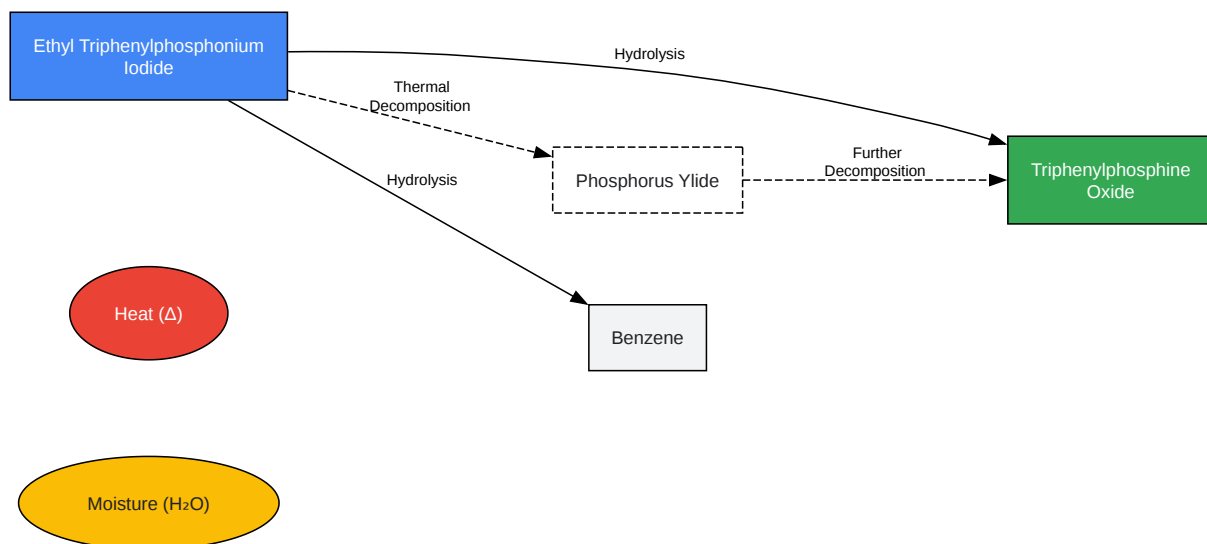 Ethyl Triphenylphosphonium
Iodide
Hydrolysis
Thermal
Decomposition
Phosphorus Ylide
Further
Decomposition
Triphenylphosphine
Oxide
Hydrolysis
Heat (Δ)
Benzene
Moisture (H₂O)